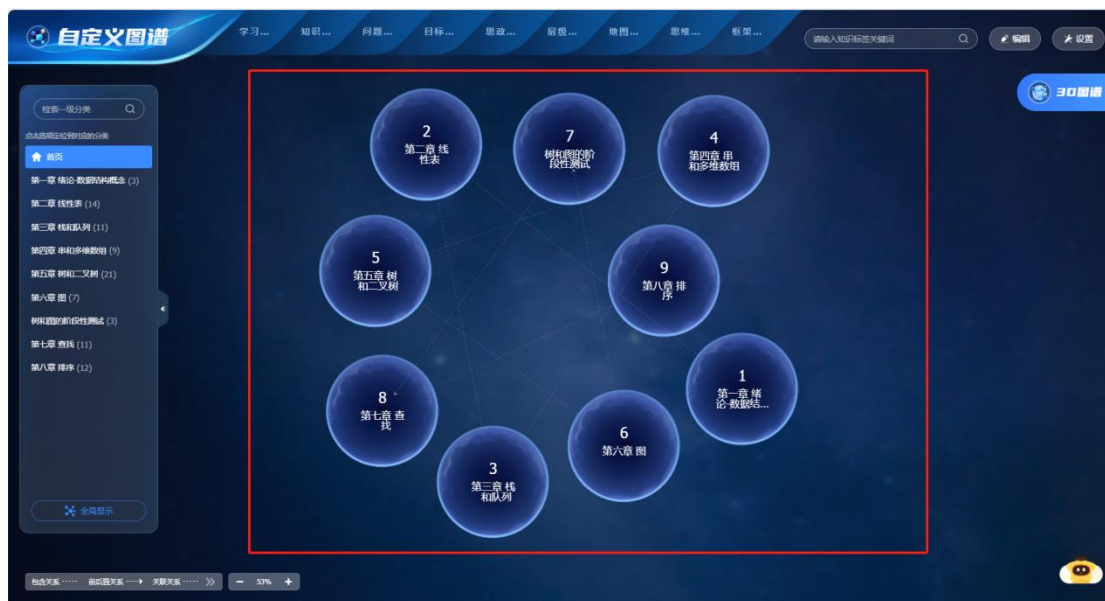 自定义图谱
学习...
知识...
问题...
目标...
思政...
层级...
地图...
思维...
框架...
请输入知识标签关键词
编辑
设置
3D图谱
检索一级分类
点击选项定位到对应的分类
首页
第一章 绪论-数据结构概念 (3)
第二章 线性表 (14)
第三章 栈和队列 (11)
第四章 串和多维数组 (9)
第五章 树和二叉树 (21)
第六章 图 (7)
树和图的阶段性测试 (3)
第七章 查找 (11)
第八章 排序 (12)
全局显示
2
第二章 线
性表
7
树和图的阶
段性测试
4
第四章 串
和多维数组
5
第五章 树
和二叉树
9
第八章 排
序
8
第七章 查
找
1
第一章 绪
论-数据结...
6
第六章 图
3
第三章 栈
和队列
包含关系
前后置关系
关联关系
53%